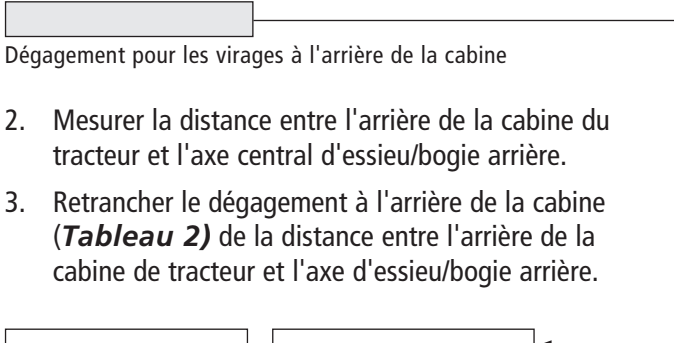 Dégagement pour les virages à l'arrière de la cabine
2. Mesurer la distance entre l'arrière de la cabine du
tracteur et l'axe central d'essieu/bogie arrière.
3. Retrancher le dégagement à l'arrière de la cabine
(Tableau 2) de la distance entre l'arrière de la
cabine de tracteur et l'axe d'essieu/bogie arrière.